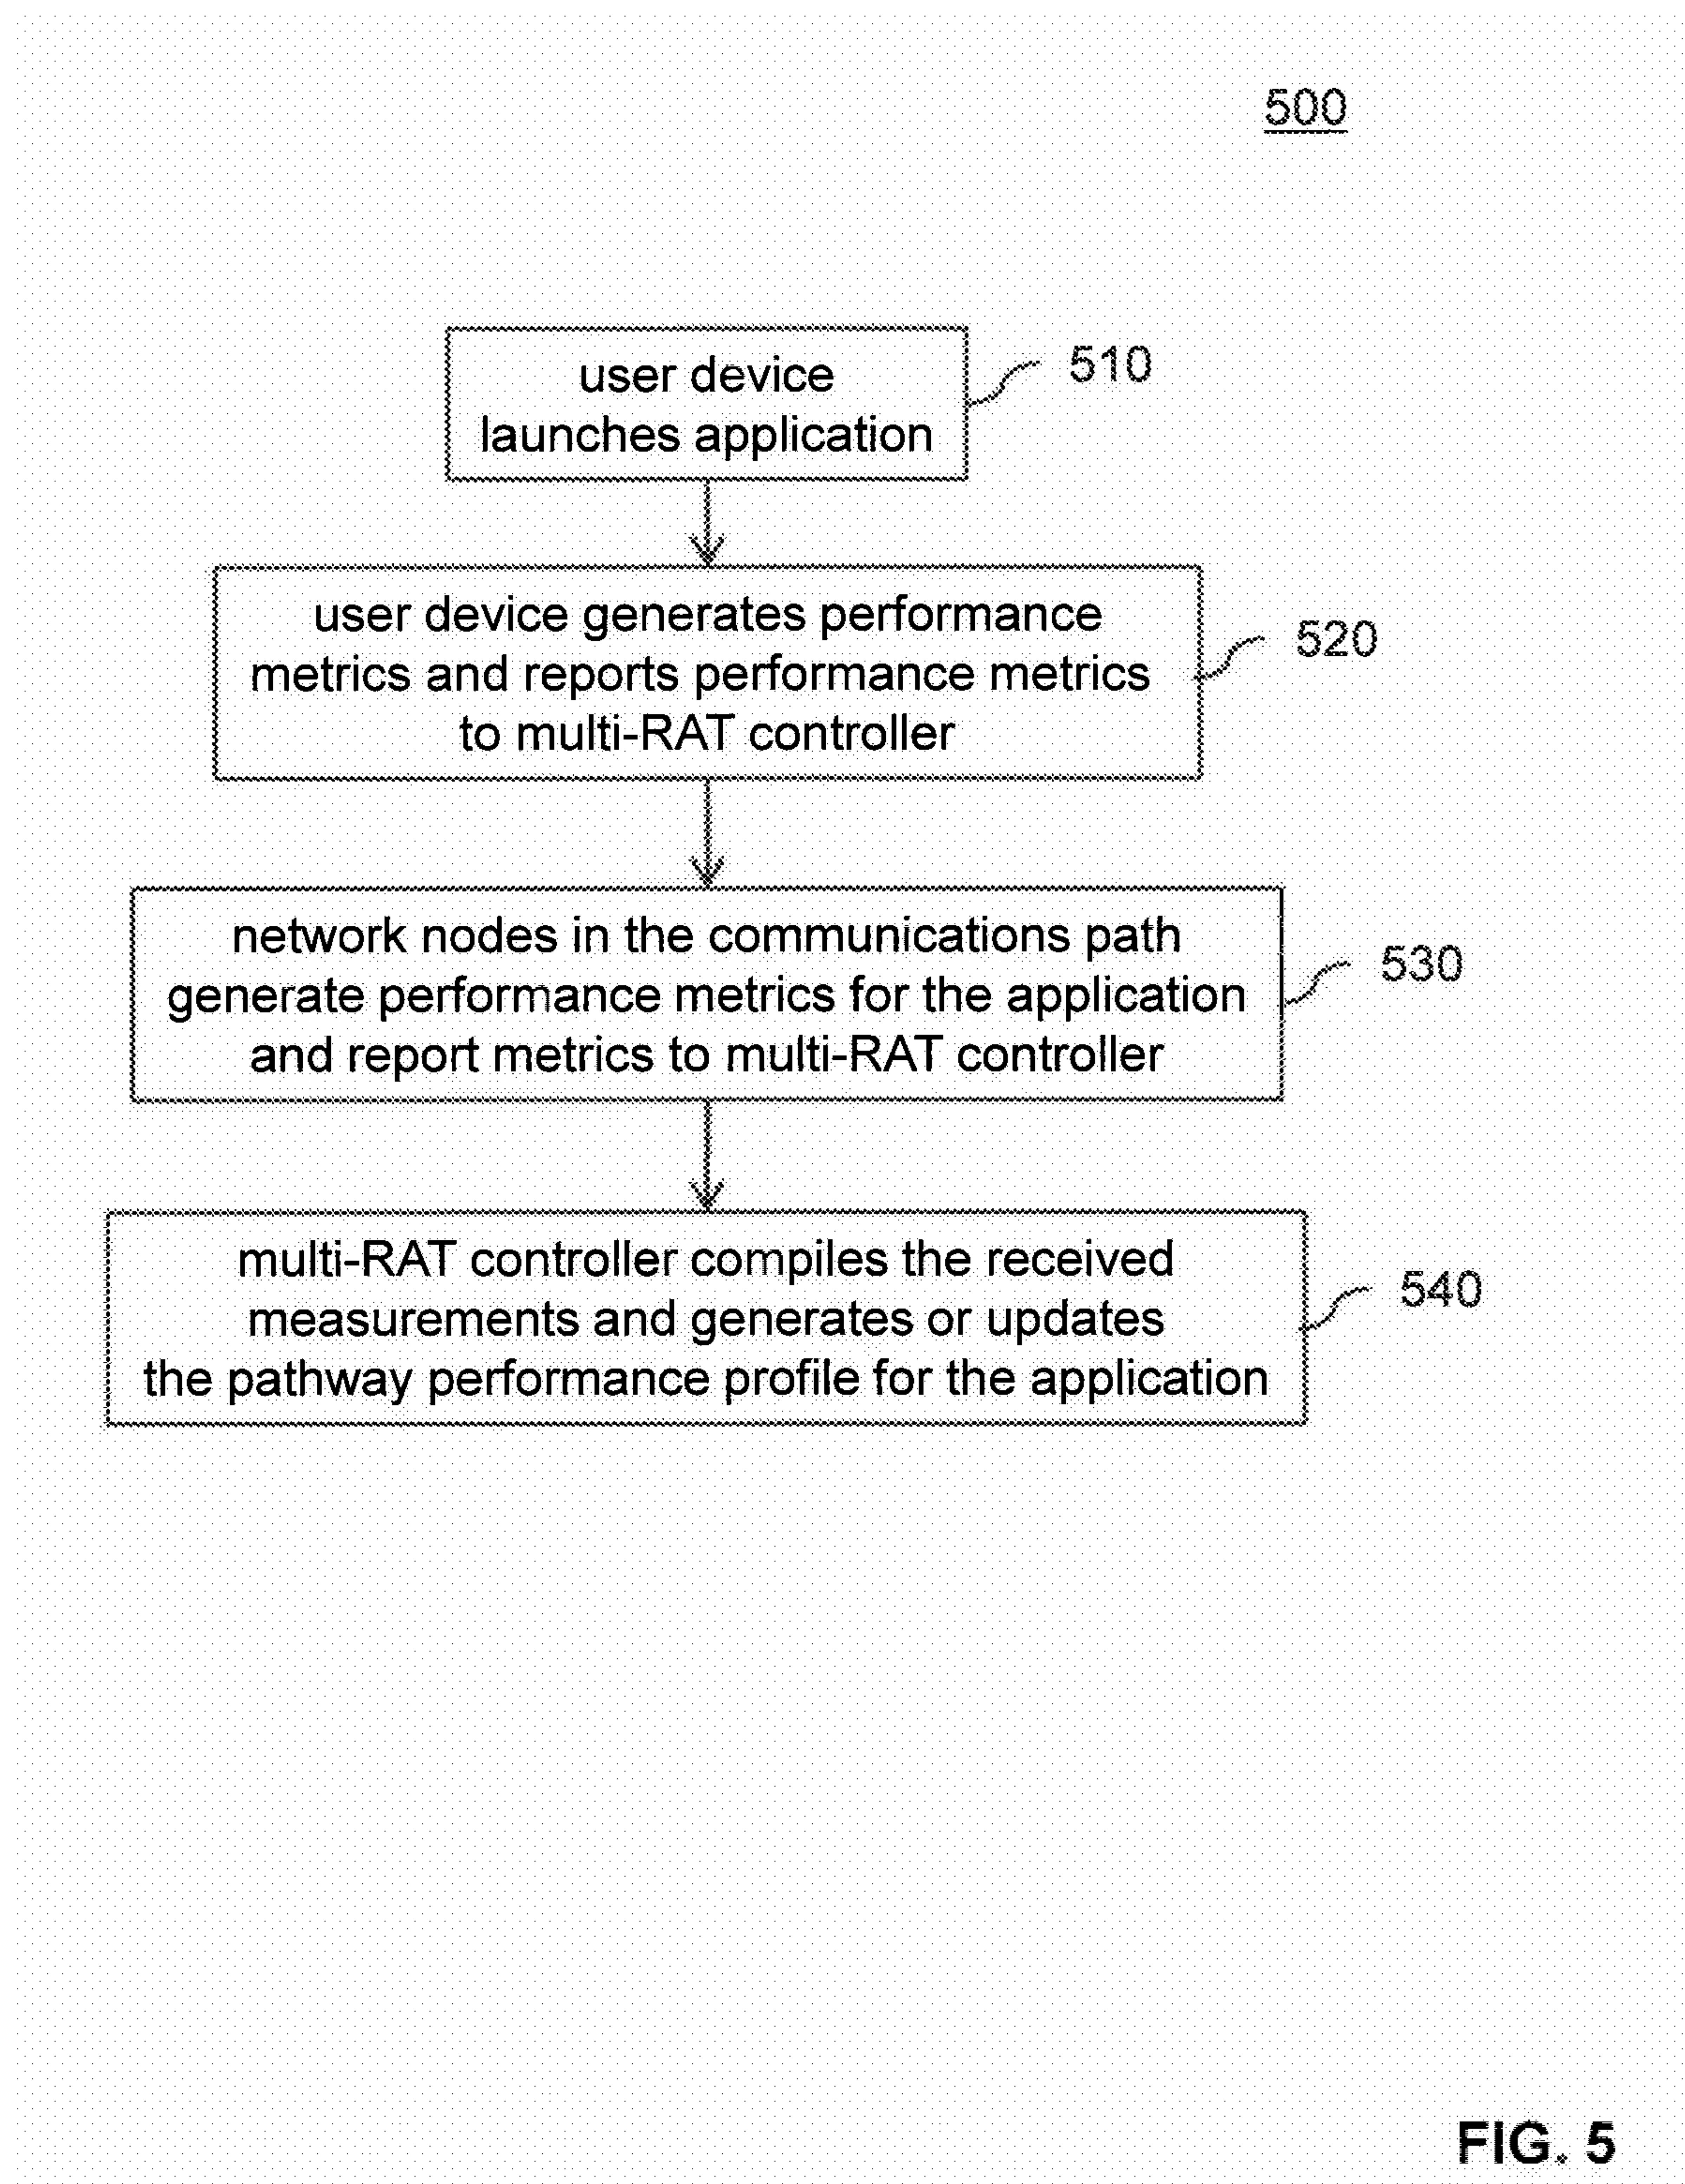 500
user device
launches application
510
user device generates performance
metrics and reports performance metrics
to multi-RAT controller
520
network nodes in the communications path
generate performance metrics for the application
and report metrics to multi-RAT controller
530
multi-RAT controller compiles the received
measurements and generates or updates
the pathway performance profile for the application
540
FIG. 5